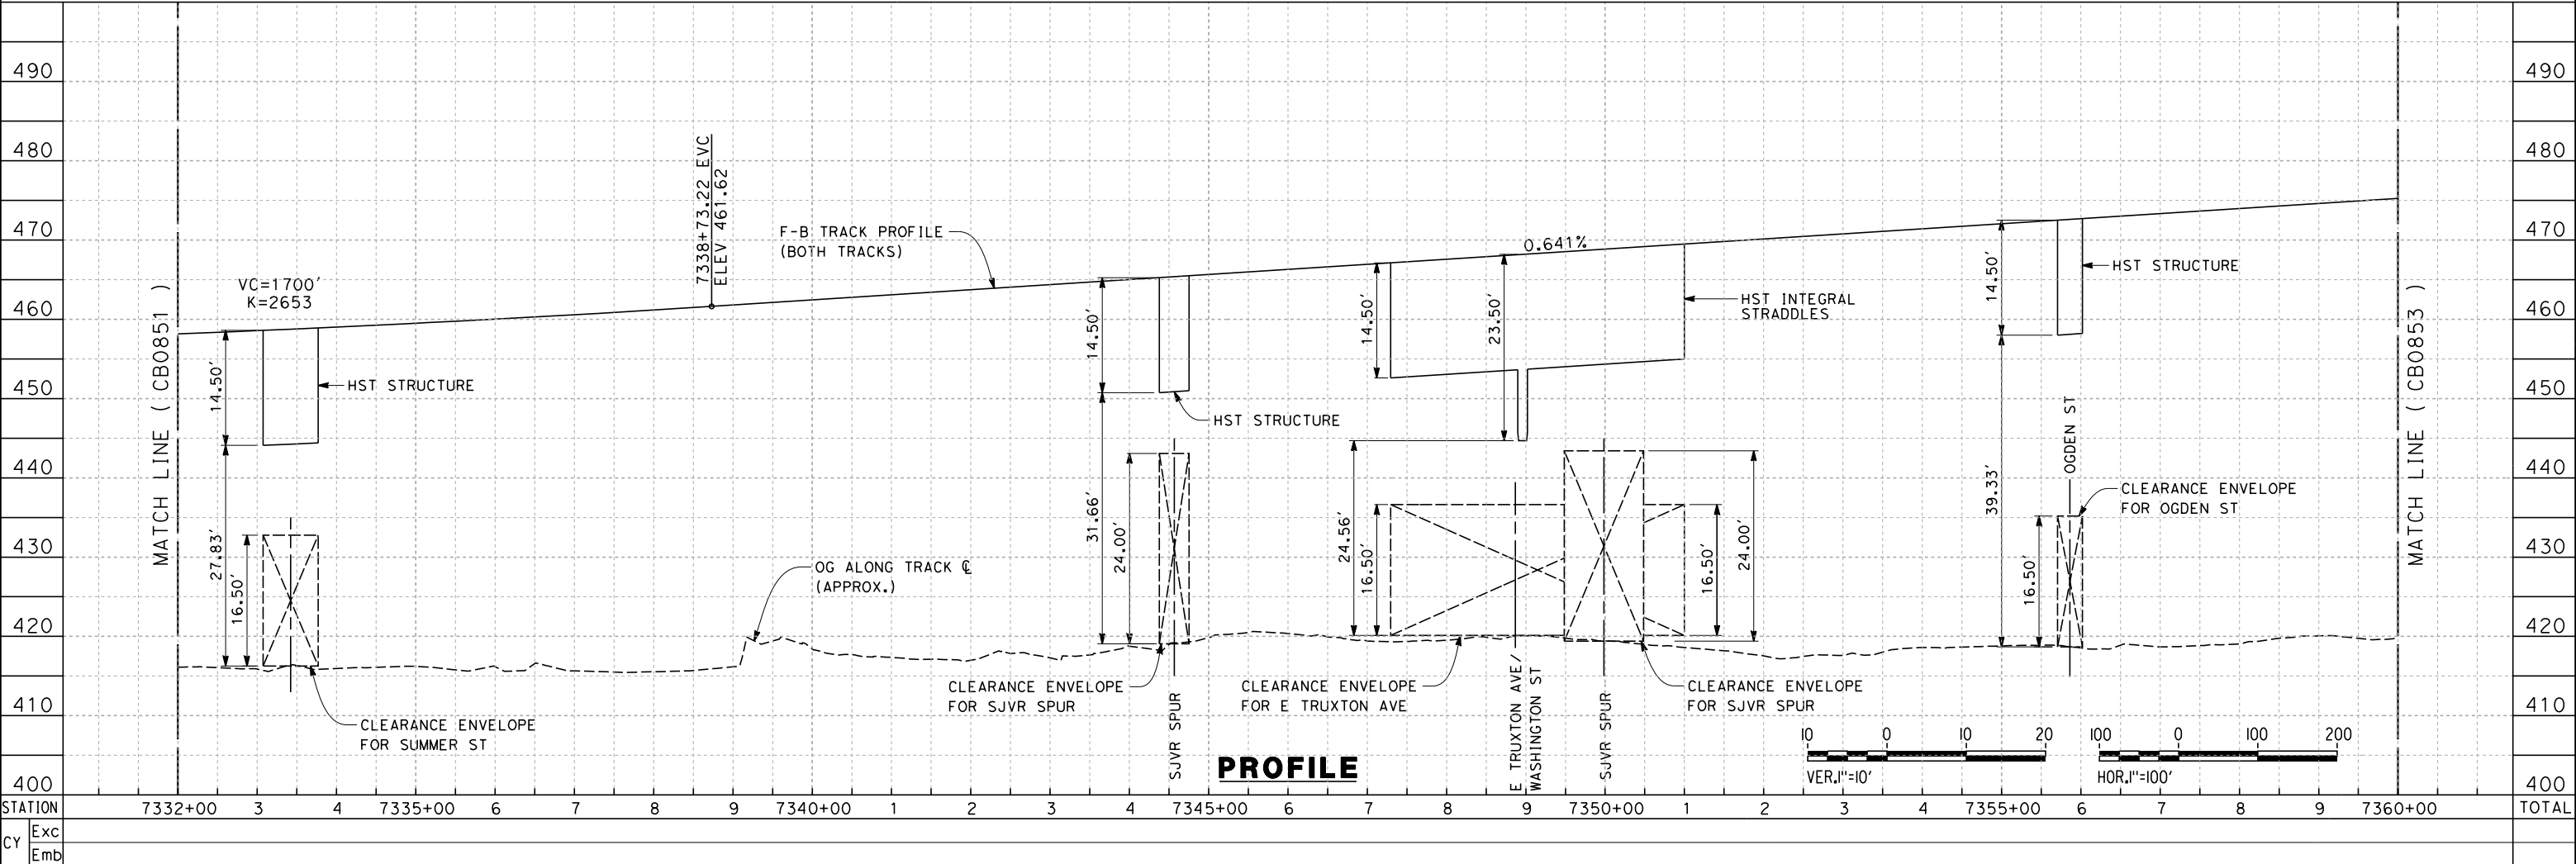 490
480
470
460
450
440
430
420
410
400
490
480
470
460
450
440
430
420
410
400
MATCH LINE ( CB0851 )
VC=1700'
K=2653
14.50'
27.83'
16.50'
HST STRUCTURE
CLEARANCE ENVELOPE
FOR SUMMER ST
7338+73.22 EVC
ELEV 461.62
F-B TRACK PROFILE
(BOTH TRACKS)
OG ALONG TRACK ℄
(APPROX.)
14.50'
31.66'
24.00'
HST STRUCTURE
CLEARANCE ENVELOPE
FOR SJVR SPUR
SJVR SPUR
14.50'
23.50'
0.641%
HST INTEGRAL
STRADDLES
24.56'
16.50'
16.50'
24.00'
CLEARANCE ENVELOPE
FOR E TRUXTON AVE
E TRUXTON AVE/
WASHINGTON ST
SJVR SPUR
CLEARANCE ENVELOPE
FOR SJVR SPUR
14.50'
39.33'
16.50'
HST STRUCTURE
OGDEN ST
CLEARANCE ENVELOPE
FOR OGDEN ST
MATCH LINE ( CB0853 )
PROFILE
10 0 10 20
VER.1"=10'
100 0 100 200
HOR.1"=100'
STATION 7332+00 3 4 7335+00 6 7 8 9 7340+00 1 2 3 4 7345+00 6 7 8 9 7350+00 1 2 3 4 7355+00 6 7 8 9 7360+00 TOTAL
CY
Exc
Emb